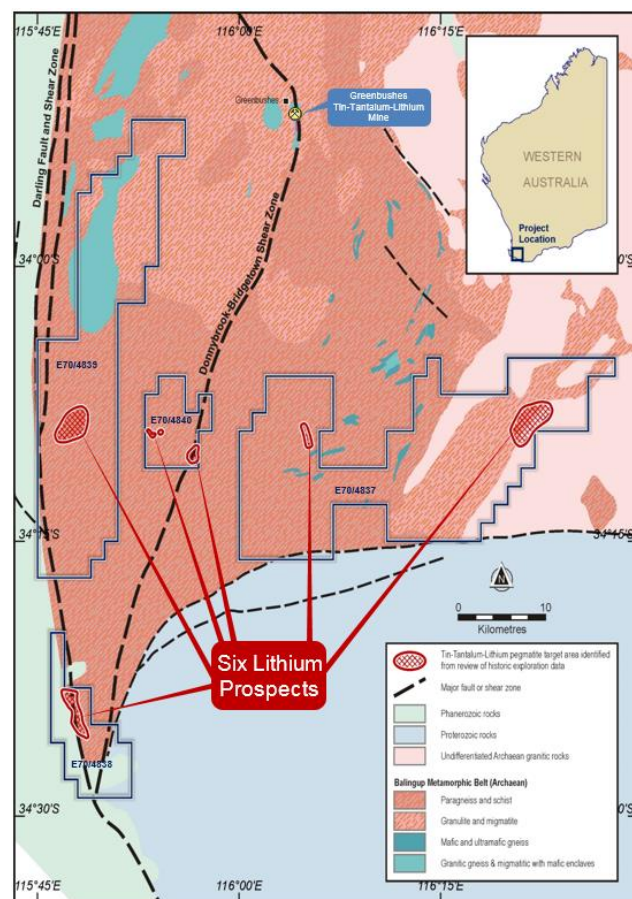 115°45'E
116°00'E
116°15'E
Darling Fault and Shear Zone
Greenbushes
Greenbushes
Tin-Tantalum-Lithium
Mine
WESTERN
AUSTRALIA
Project
Location
34°00'S
00'S
Donnybrook-Bridgetown Shear Zone
E70/4839
E70/4840
E70/4837
34°15'S
34°15'S
N
0
10
Kilometres
Six Lithium
Prospects
E70/4838
34°30'S
Tin-Tantalum-Lithium pegmatite target area identified
from review of historic exploration data
Major fault or shear zone
Phanerozoic rocks
Proterozoic rocks
Undifferentiated Archaean granitic rocks
Balingup Metamorphic Belt (Archaean)
Paragneiss and schist
Granulite and migmatite
Mafic and ultramafic gneiss
Granitic gneiss & migmatitic with mafic enclaves
115°45'E
116°00'E
116°15'E